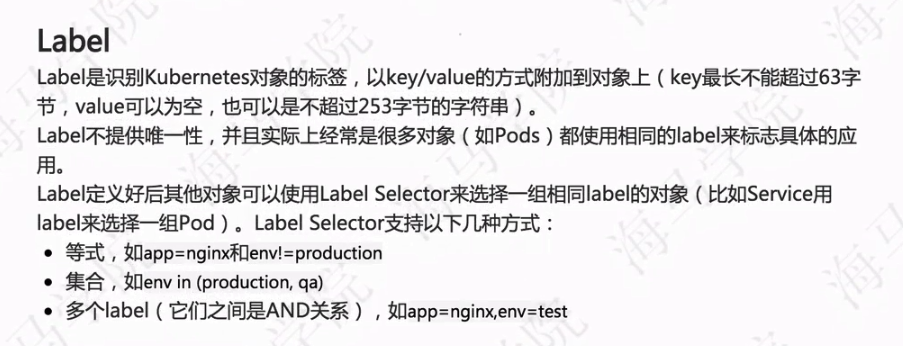 Label
Label是识别Kubernetes对象的标签，以key/value的方式附加到对象上（key最长不能超过63字
节，value可以为空，也可以是不超过253字节的字符串）。
Label不提供唯一性，并且实际上经常是很多对象（如Pods）都使用相同的label来标志具体的应
用。
Label定义好后其他对象可以使用Label Selector来选择一组相同label的对象（比如Service用
label来选择一组Pod）。Label Selector支持以下几种方式：
• 等式，如app=nginx和env!=production
• 集合，如env in (production, qa)
• 多个label（它们之间是AND关系），如app=nginx,env=test
海马学院